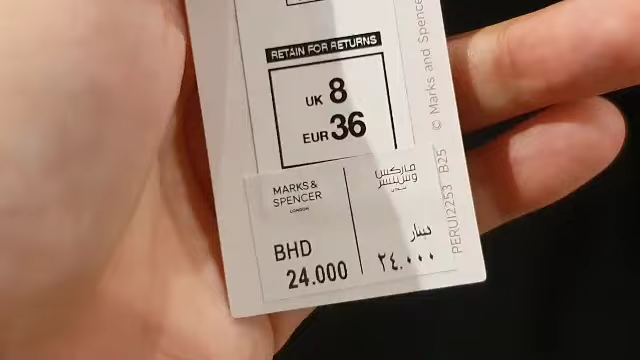 RETAIN FOR RETURNS
UK 8
EUR 36
MARKS &
SPENCER
LONDON
BHD
24.000
ماركس
وسبنسر
دينار
٢٤.٠٠٠
PERUI2253 B25 © Marks and Spencer